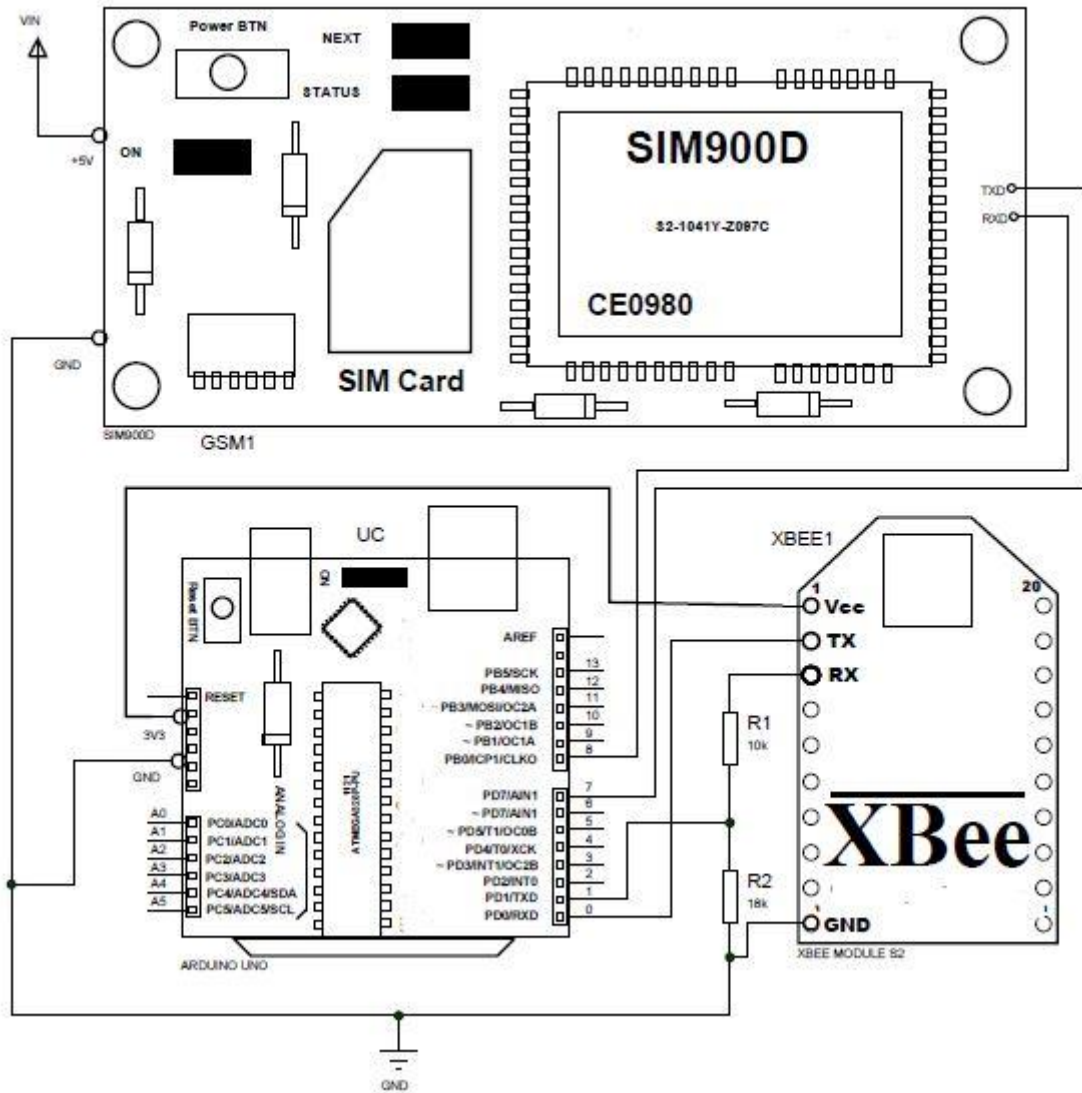 VIN
Power BTN
NEXT
STATUS
+5V
ON
SIM900D
S2-1041Y-Z097C
CE0980
TXD
RXD
GND
SIM Card
SIM900D
GSM1
UC
Reset BTN
ON
RESET
3V3
GND
ANALOG IN
A0 PC0/ADC0
A1 PC1/ADC1
A2 PC2/ADC2
A3 PC3/ADC3
A4 PC4/ADC4/SDA
A5 PC5/ADC5/SCL
1121
AREF
PB5/SCK 13
PB4/MISO 12
~ PB3/MOSI/OC2A 11
~ PB2/OC1B 10
~ PB1/OC1A 9
PB0/ICP1/CLKO 8
PD7/AIN1 7
~ PD7/AIN1 6
~ PD5/T1/OC0B 5
PD4/T0/XCK 4
~ PD3/INT1/OC2B 3
PD2/INT0 2
PD1/TXD 1
PD0/RXD 0
ARDUINO UNO
R1
10k
R2
18k
XBEE1
1
20
Vcc
TX
RX
XBee
GND
XBEE MODULE S2
GND